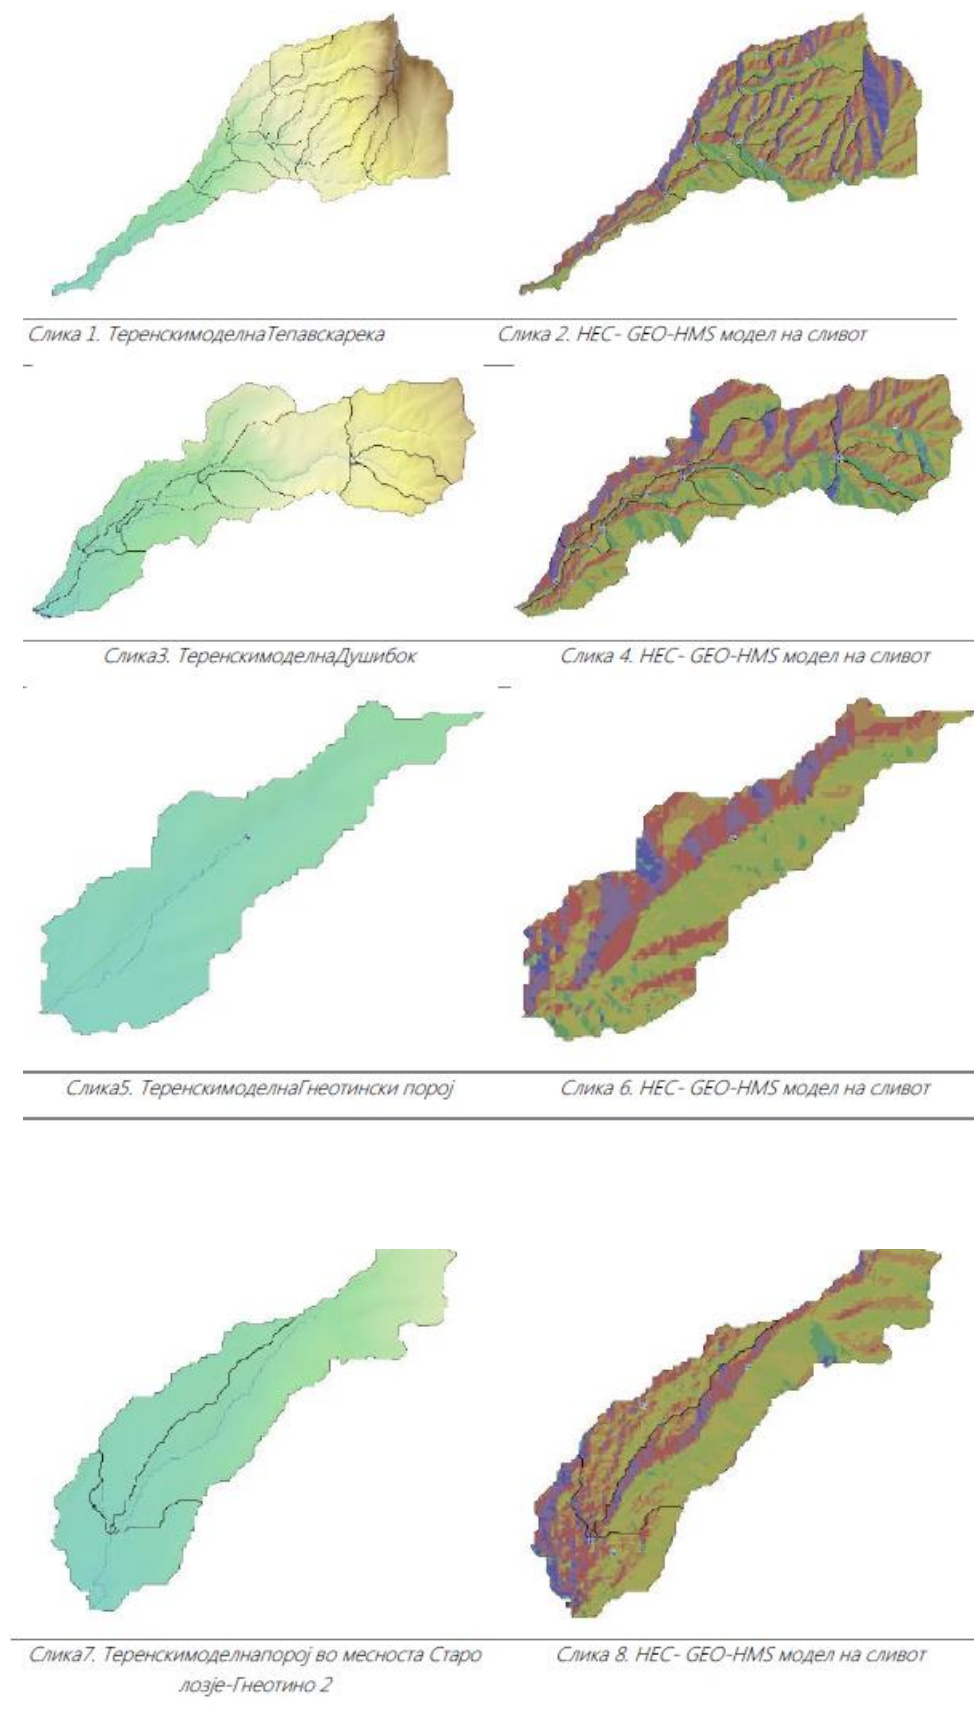 Слика 1. ТеренскимоделнаТепавскарека
Слика 2. HEC- GEO-HMS модел на сливот
Слика3. ТеренскимоделнаДушибок
Слика 4. HEC- GEO-HMS модел на сливот
Слика5. ТеренскимоделнаГнеотински порој
Слика 6. HEC- GEO-HMS модел на сливот
Слика7. Теренскимоделнапорој во месноста Старо
лозје-Гнеотино 2
Слика 8. HEC- GEO-HMS модел на сливот